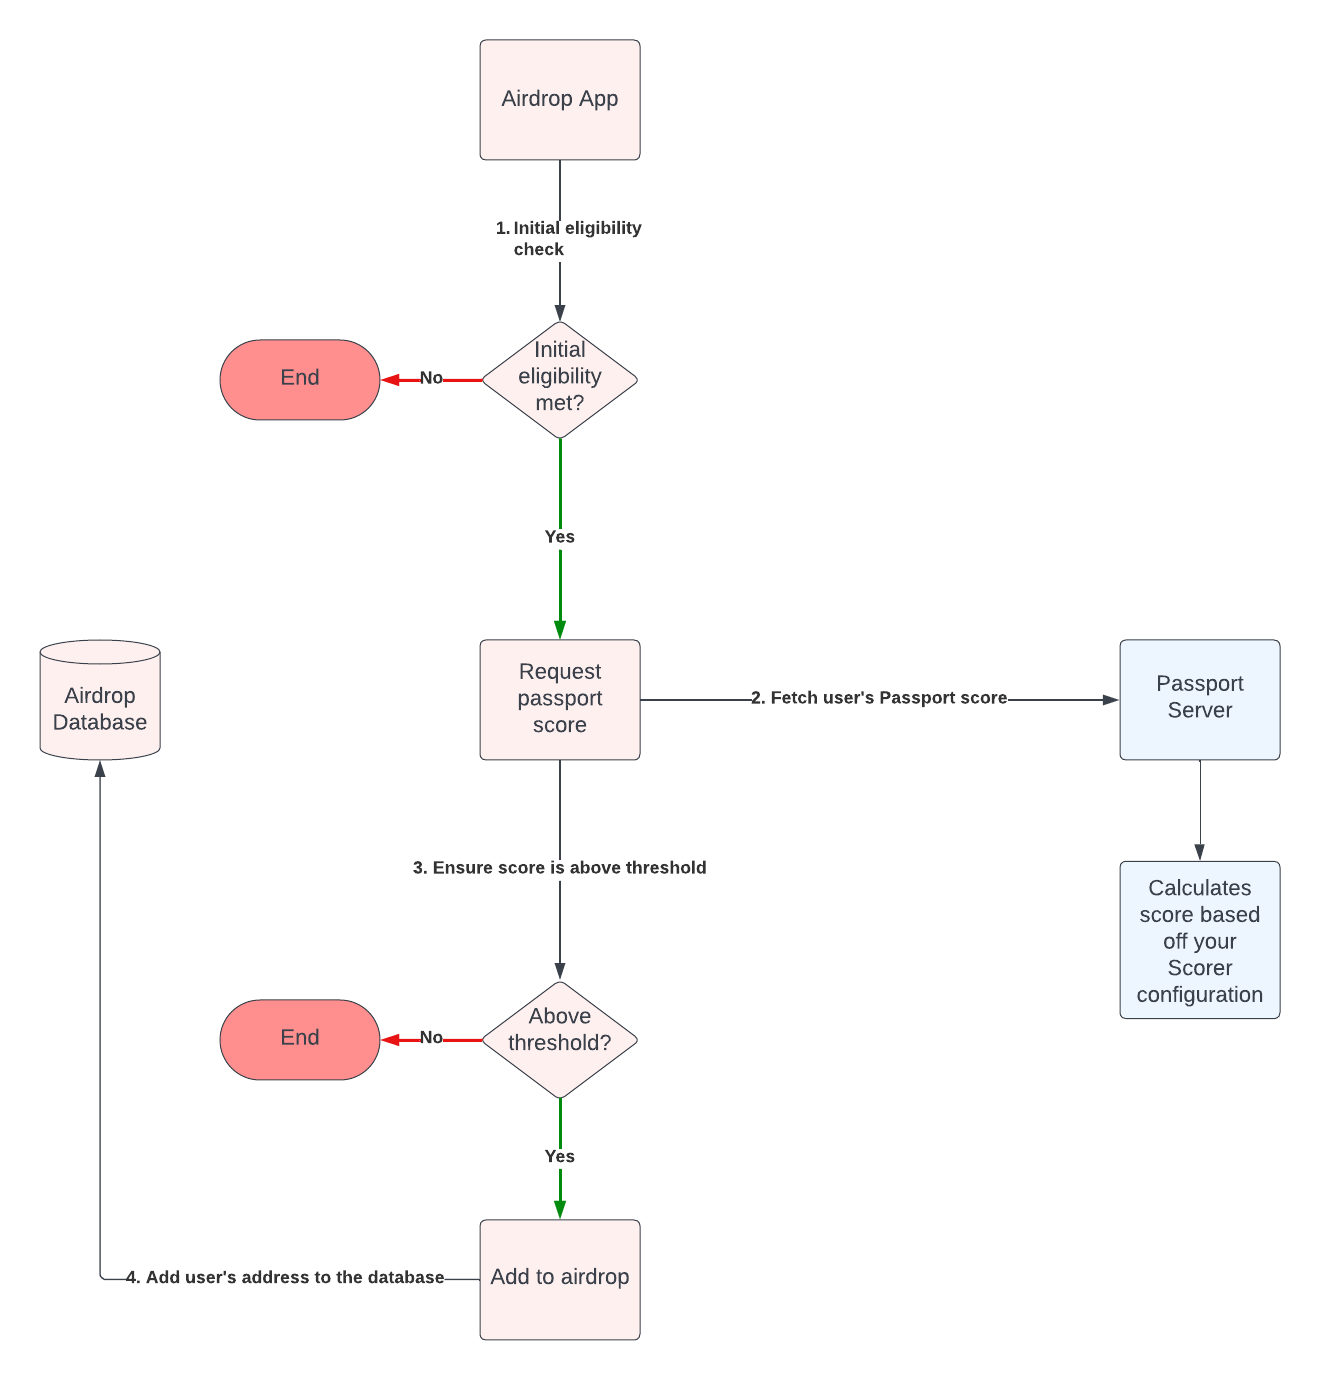 Airdrop App
1. Initial eligibility
check
Initial
eligibility
met?
No
End
Yes
Request
passport
score
2. Fetch user's Passport score
Passport
Server
Airdrop
Database
Calculates
score based
off your
Scorer
configuration
3. Ensure score is above threshold
Above
threshold?
No
End
Yes
Add to airdrop
4. Add user's address to the database